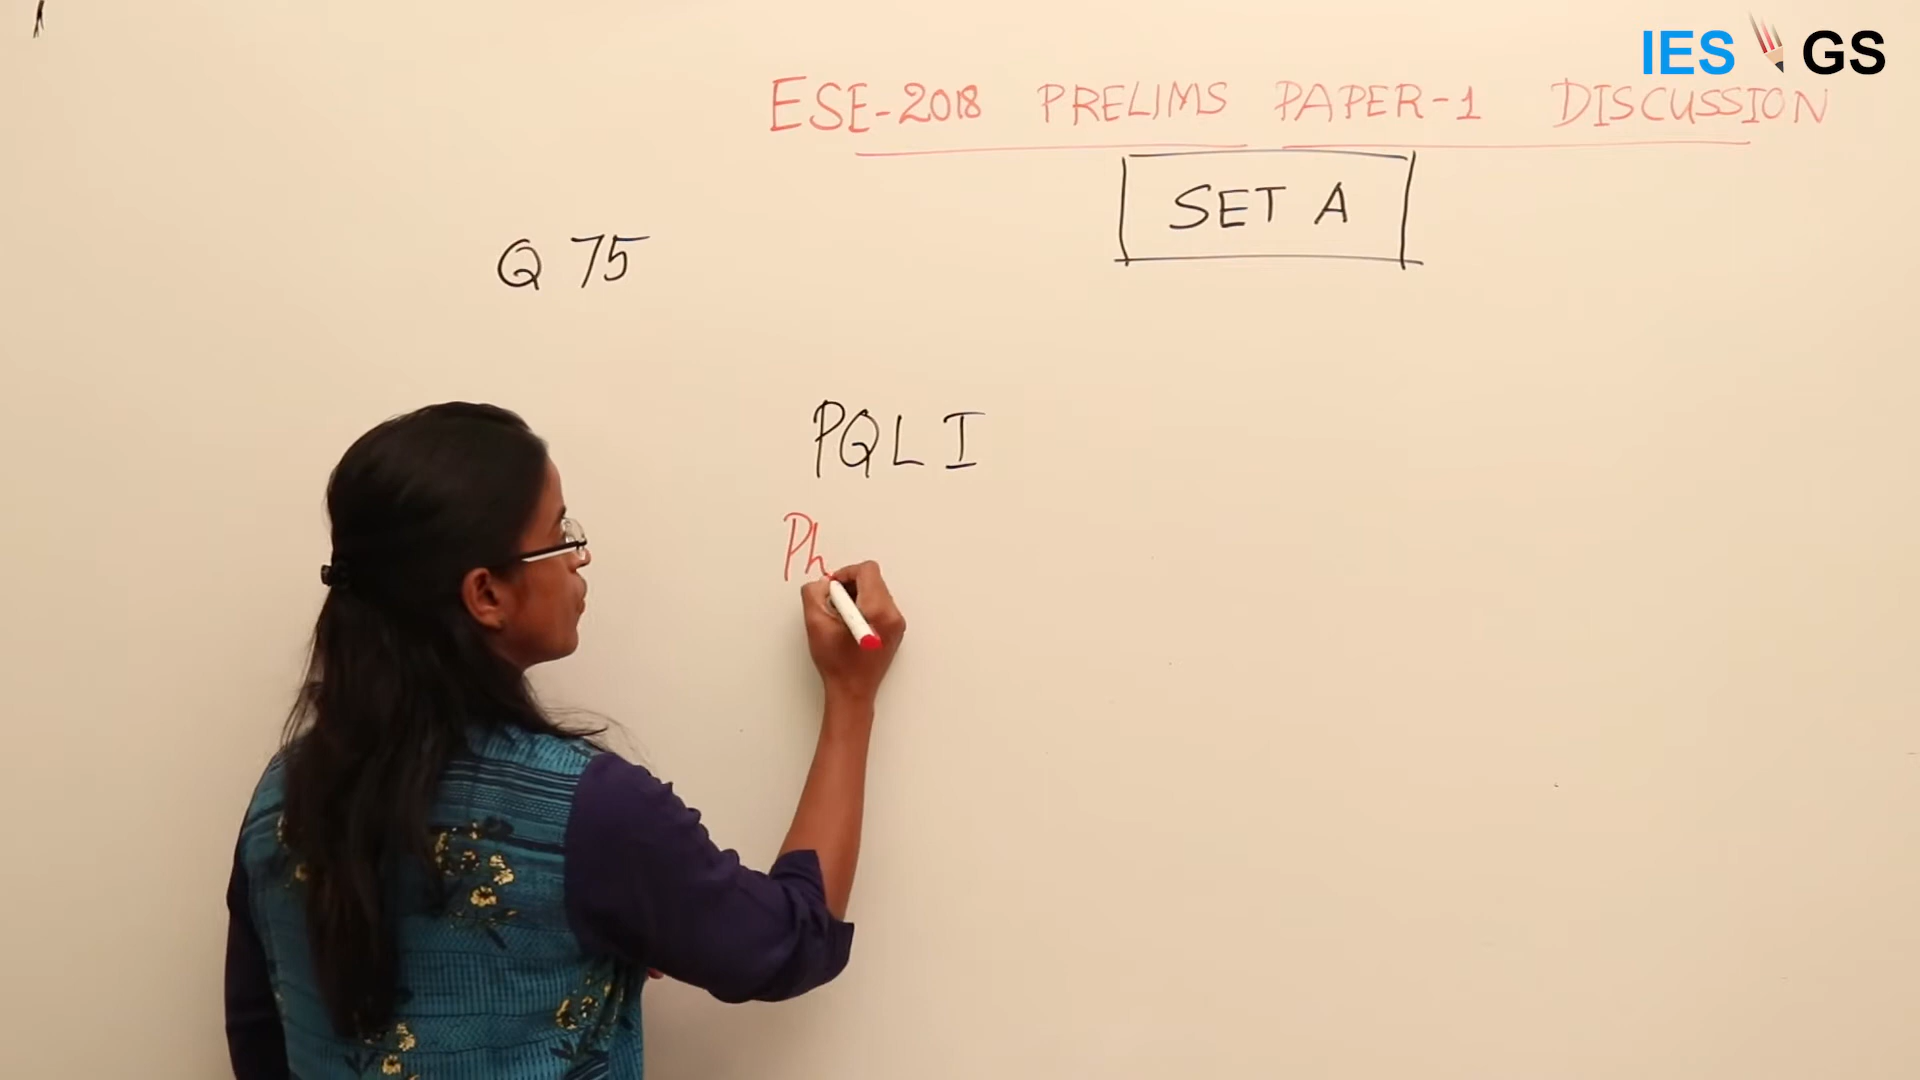 IES GS
ESE-2018 PRELIMS PAPER-1 DISCUSSION
SET A
Q 75
PQLI
Ph